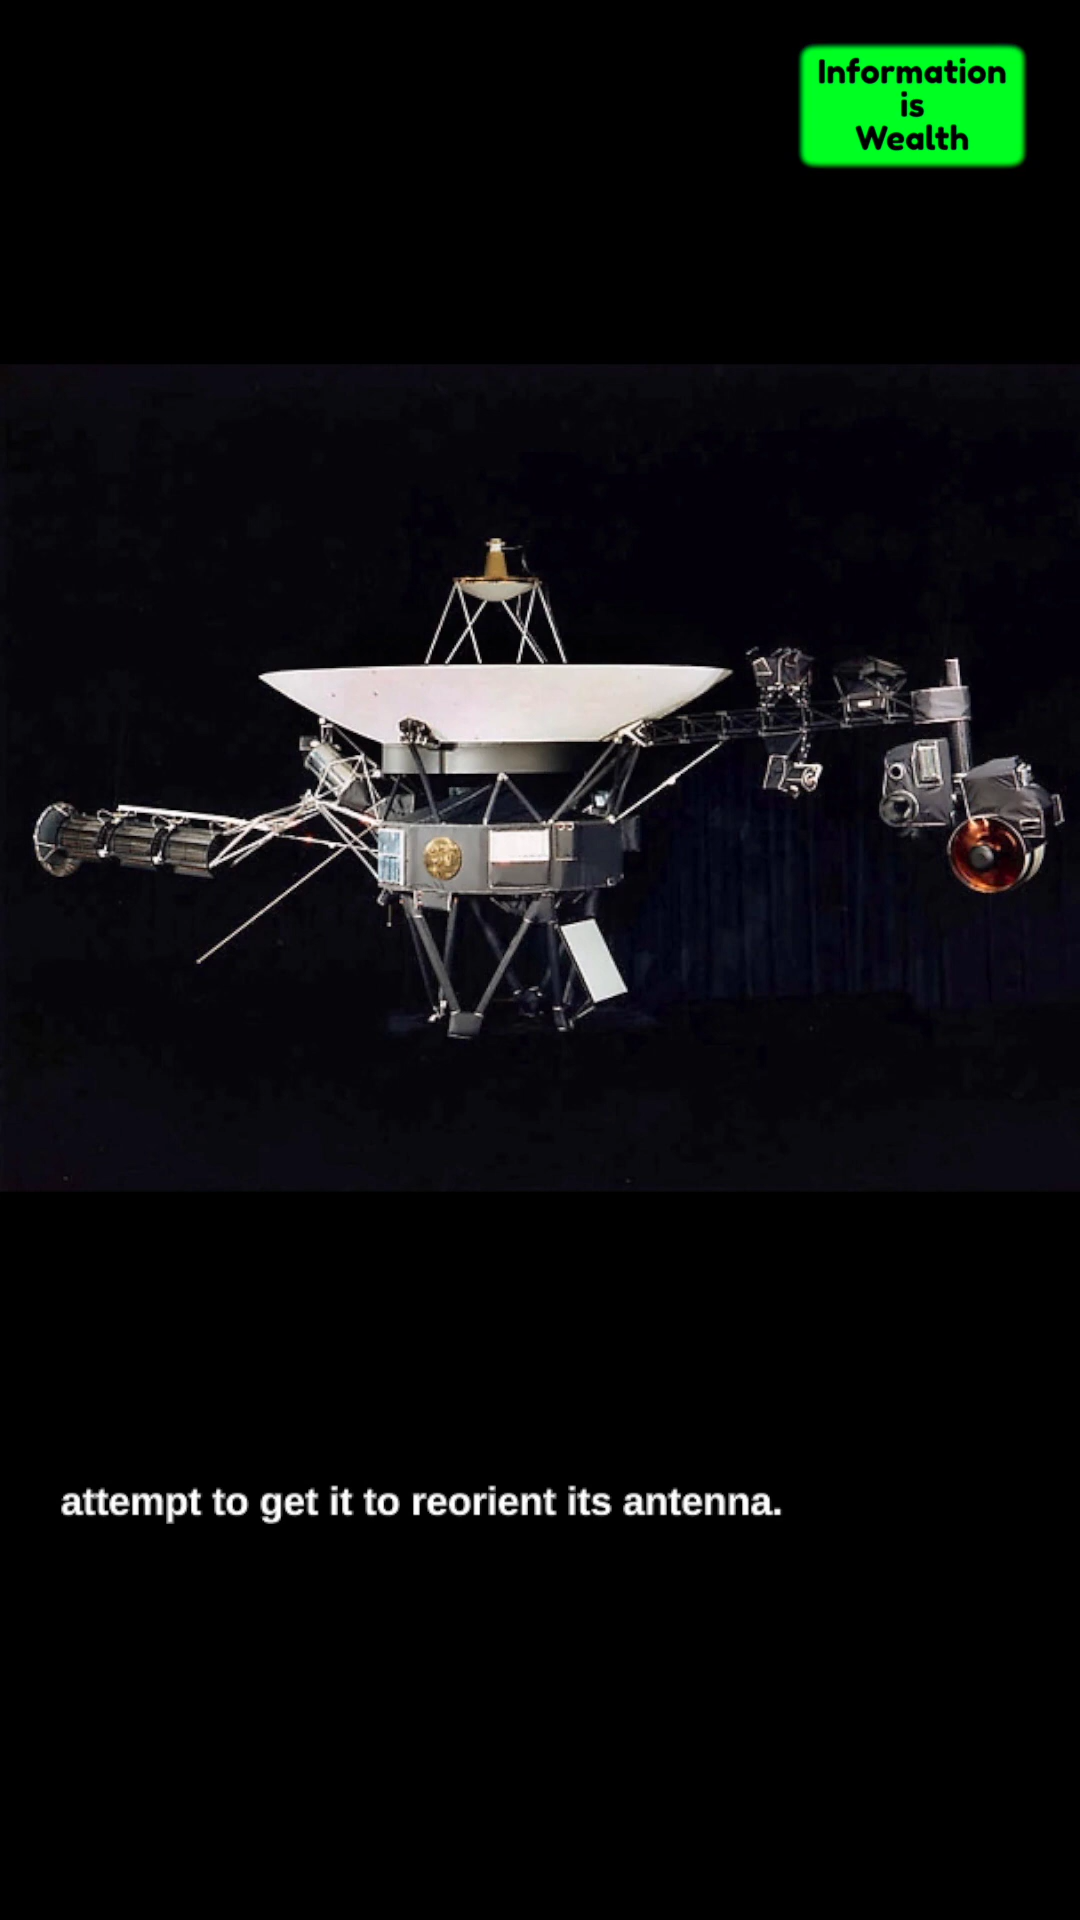 Information
is
Wealth
attempt to get it to reorient its antenna.